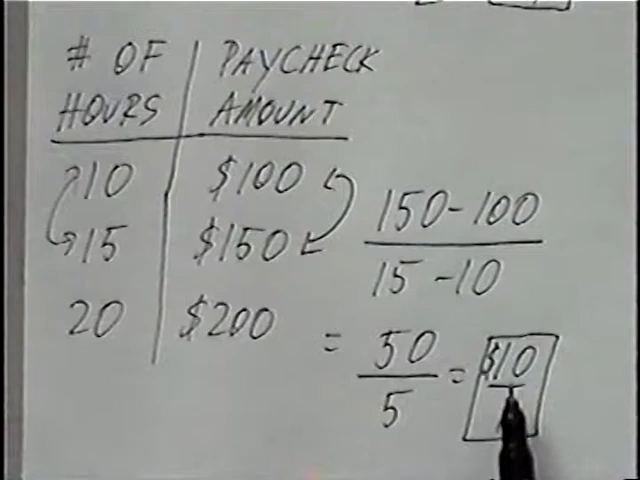 # OF PAYCHECK
HOURS AMOUNT
10 $100
15 $150
20 $200
150-100
15-10
= 50 = $10
5